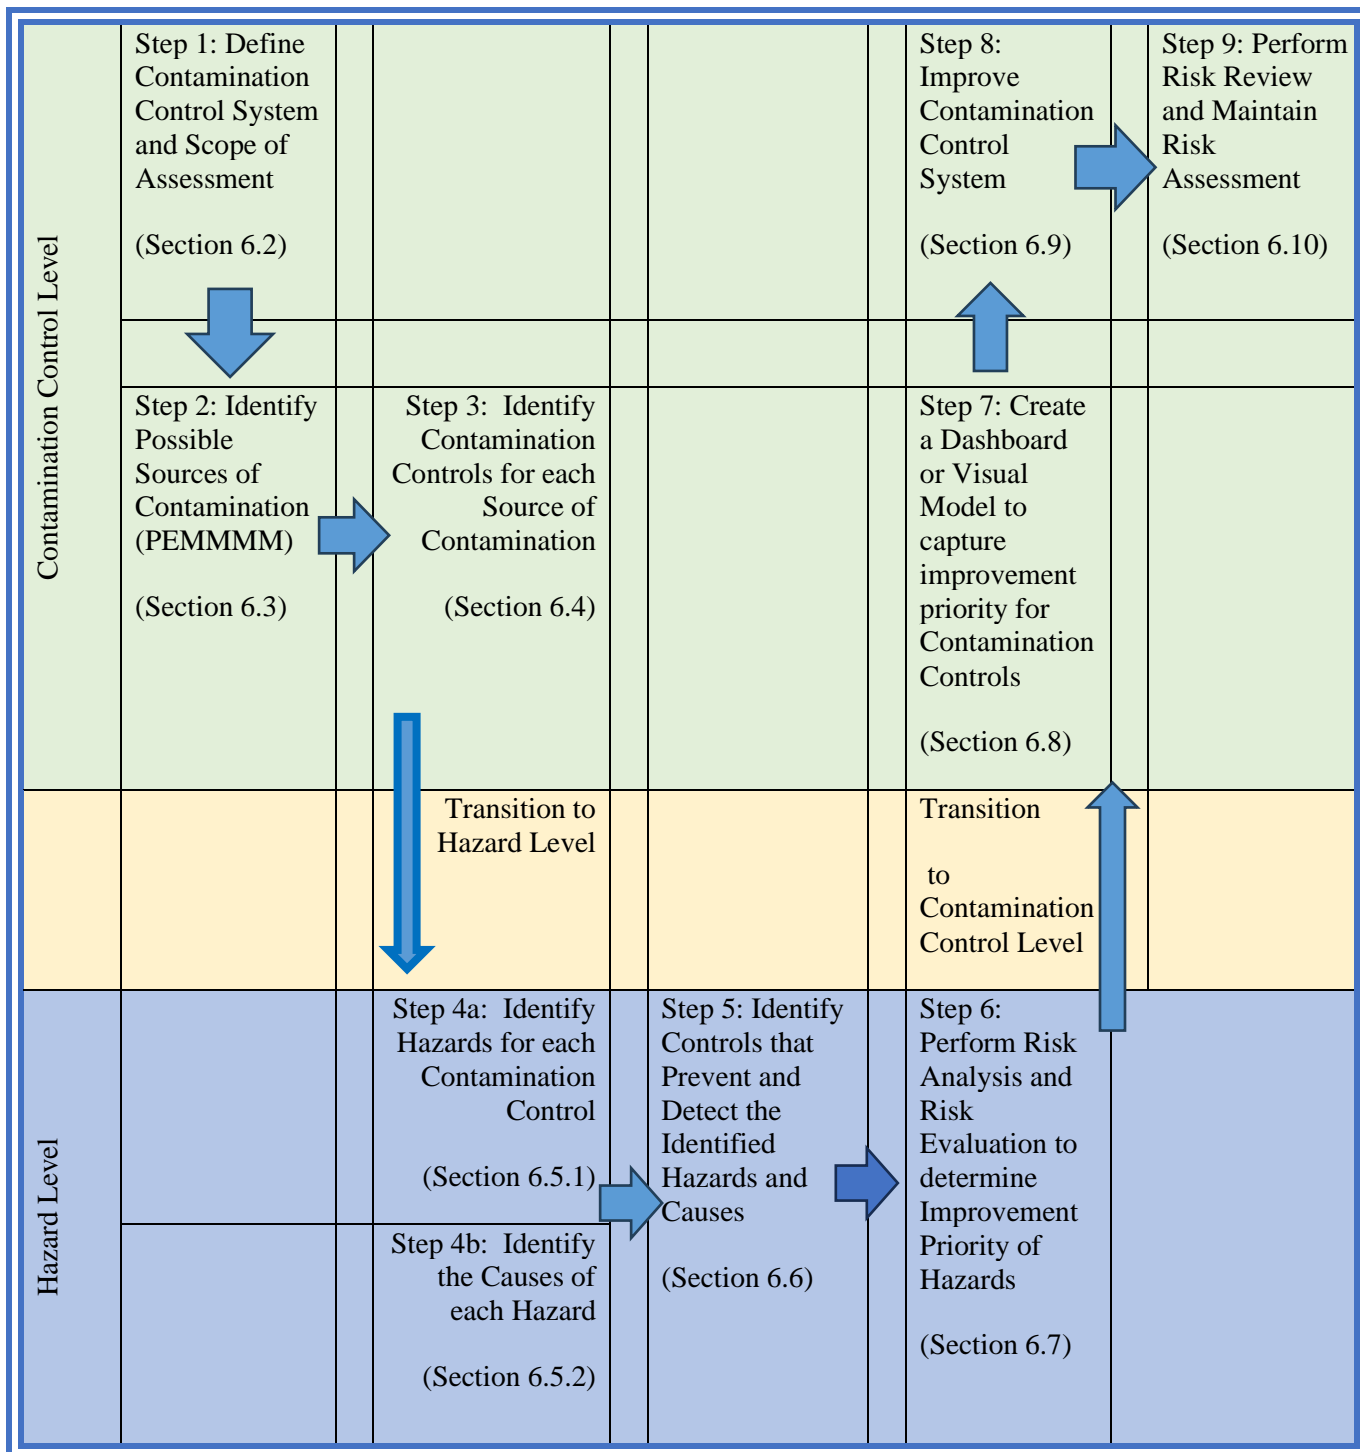 Contamination Control Level
Step 1: Define
Contamination
Control System
and Scope of
Assessment
(Section 6.2)
Step 8:
Improve
Contamination
Control
System
(Section 6.9)
Step 9: Perform
Risk Review
and Maintain
Risk
Assessment
(Section 6.10)
Step 2: Identify
Possible
Sources of
Contamination
(PEMMMM)
(Section 6.3)
Step 3:  Identify
Contamination
Controls for each
Source of
Contamination
(Section 6.4)
Step 7: Create
a Dashboard
or Visual
Model to
capture
improvement
priority for
Contamination
Controls
(Section 6.8)
Transition to
Hazard Level
Transition
to
Contamination
Control Level
Hazard Level
Step 4a:  Identify
Hazards for each
Contamination
Control
(Section 6.5.1)
Step 4b:  Identify
the Causes of
each Hazard
(Section 6.5.2)
Step 5: Identify
Controls that
Prevent and
Detect the
Identified
Hazards and
Causes
(Section 6.6)
Step 6:
Perform Risk
Analysis and
Risk
Evaluation to
determine
Improvement
Priority of
Hazards
(Section 6.7)